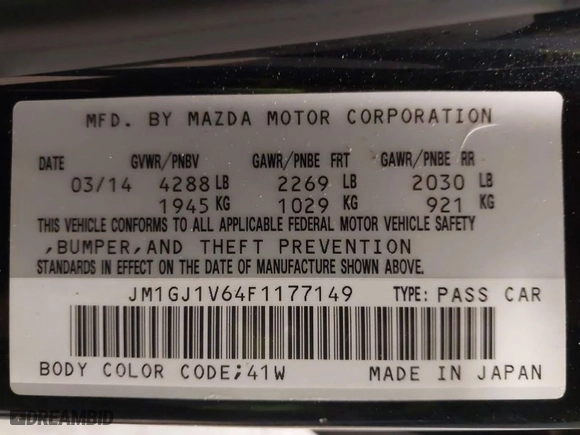 MFD. BY MAZDA MOTOR CORPORATION
DATE GVWR/PNBV GAWR/PNBE FRT GAWR/PNBE RR
03/14 4288 LB 2269 LB 2030 LB
1945 KG 1029 KG 921 KG
THIS VEHICLE CONFORMS TO ALL APPLICABLE FEDERAL MOTOR VEHICLE SAFETY
,BUMPER,AND THEFT PREVENTION
STANDARDS IN EFFECT ON THE DATE OF MANUFACTURE SHOWN ABOVE.
JM1GJ1V64F1177149 TYPE: PASS CAR
BODY COLOR CODE;41W MADE IN JAPAN
DREAMBID